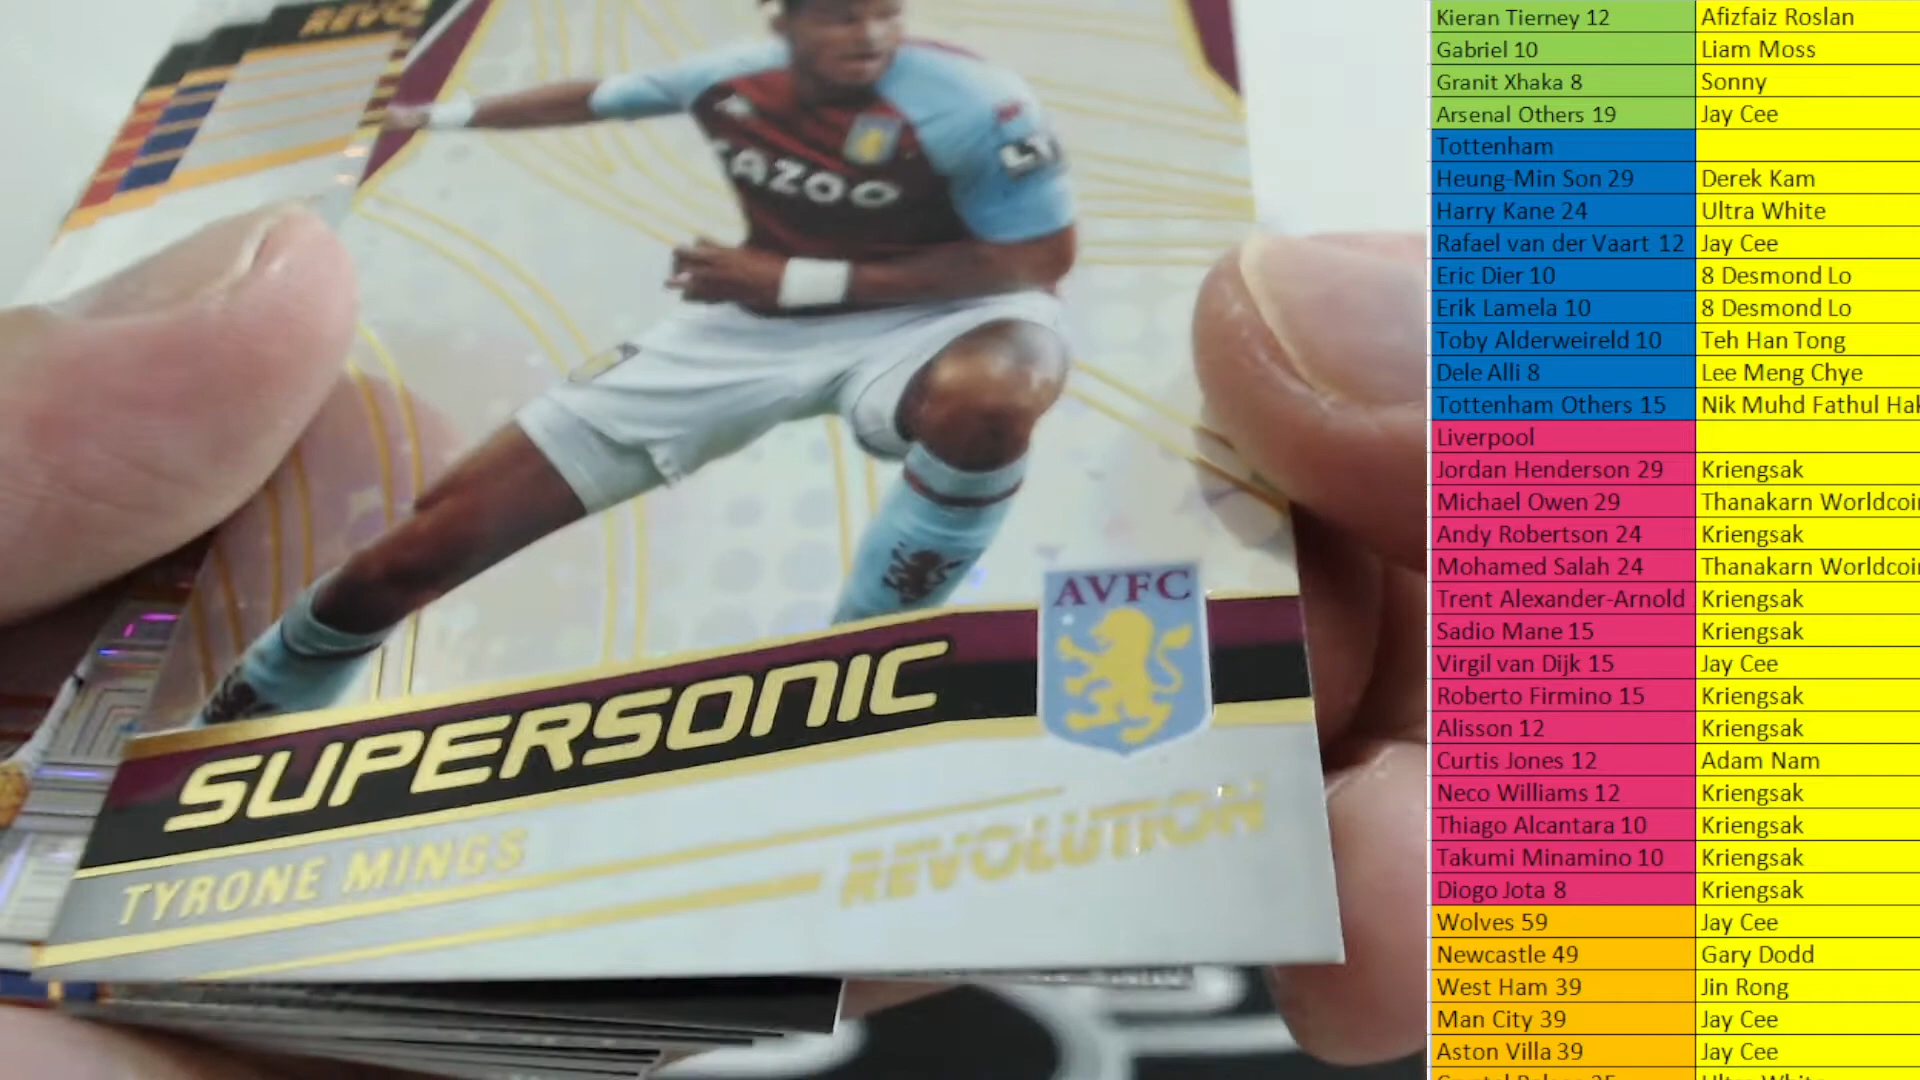 REVO
CAZOO
AVFC
SUPERSONIC
TYRONE MINGS
REVOLUTION
Kieran Tierney 12 Afizfaiz Roslan
Gabriel 10 Liam Moss
Granit Xhaka 8 Sonny
Arsenal Others 19 Jay Cee
Tottenham
Heung-Min Son 29 Derek Kam
Harry Kane 24 Ultra White
Rafael van der Vaart 12 Jay Cee
Eric Dier 10 8 Desmond Lo
Erik Lamela 10 8 Desmond Lo
Toby Alderweireld 10 Teh Han Tong
Dele Alli 8 Lee Meng Chye
Tottenham Others 15 Nik Muhd Fathul Hak
Liverpool
Jordan Henderson 29 Kriengsak
Michael Owen 29 Thanakarn Worldcoin
Andy Robertson 24 Kriengsak
Mohamed Salah 24 Thanakarn Worldcoin
Trent Alexander-Arnold Kriengsak
Sadio Mane 15 Kriengsak
Virgil van Dijk 15 Jay Cee
Roberto Firmino 15 Kriengsak
Alisson 12 Kriengsak
Curtis Jones 12 Adam Nam
Neco Williams 12 Kriengsak
Thiago Alcantara 10 Kriengsak
Takumi Minamino 10 Kriengsak
Diogo Jota 8 Kriengsak
Wolves 59 Jay Cee
Newcastle 49 Gary Dodd
West Ham 39 Jin Rong
Man City 39 Jay Cee
Aston Villa 39 Jay Cee